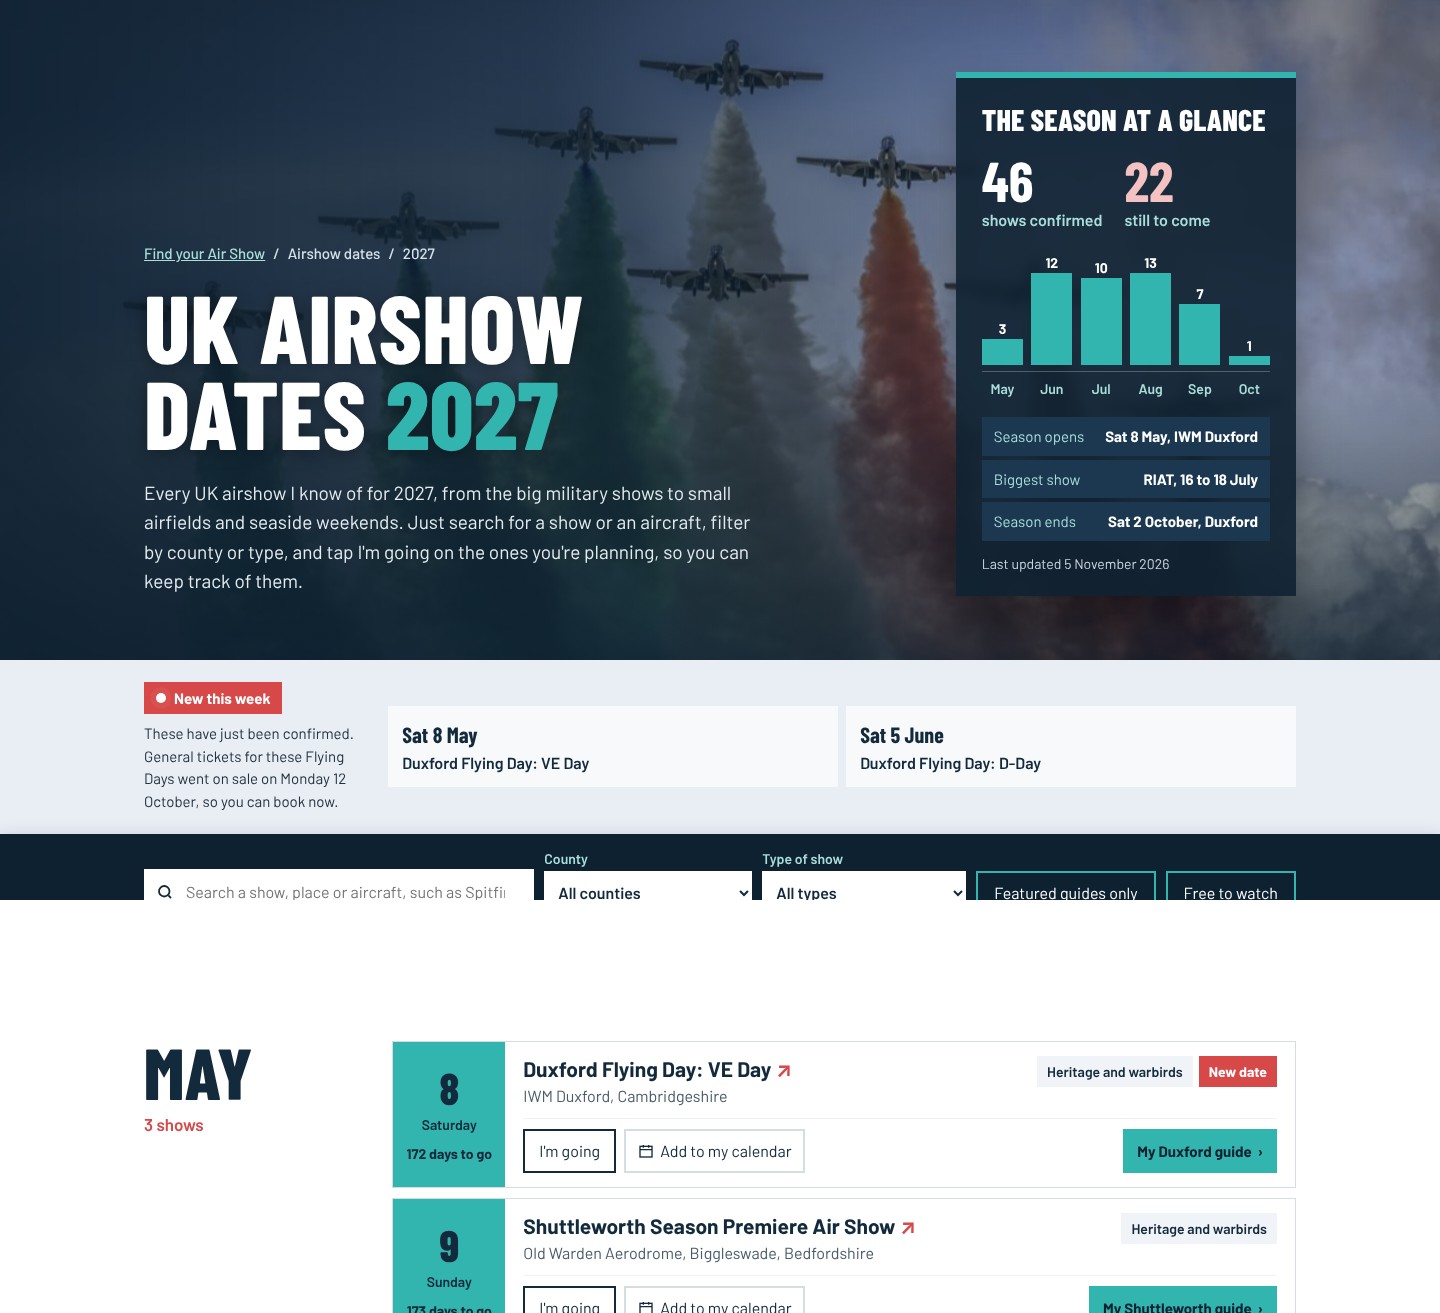 Find your Air Show / Airshow dates / 2027
UK AIRSHOW
DATES 2027
Every UK airshow I know of for 2027, from the big military shows to small
airfields and seaside weekends. Just search for a show or an aircraft, filter
by county or type, and tap I'm going on the ones you're planning, so you can
keep track of them.
THE SEASON AT A GLANCE
46
shows confirmed
22
still to come
3
12
10
13
7
1
May
Jun
Jul
Aug
Sep
Oct
Season opens Sat 8 May, IWM Duxford
Biggest show RIAT, 16 to 18 July
Season ends Sat 2 October, Duxford
Last updated 5 November 2026
New this week
These have just been confirmed.
General tickets for these Flying
Days went on sale on Monday 12
October, so you can book now.
Sat 8 May
Duxford Flying Day: VE Day
Sat 5 June
Duxford Flying Day: D-Day
County
Type of show
Search a show, place or aircraft, such as Spitfi
All counties
All types
Featured guides only
Free to watch
MAY
3 shows
8
Saturday
172 days to go
Duxford Flying Day: VE Day
IWM Duxford, Cambridgeshire
Heritage and warbirds
New date
I'm going
Add to my calendar
My Duxford guide ›
9
Sunday
173 days to go
Shuttleworth Season Premiere Air Show
Old Warden Aerodrome, Biggleswade, Bedfordshire
Heritage and warbirds
I'm going
Add to my calendar
My Shuttleworth guide ›